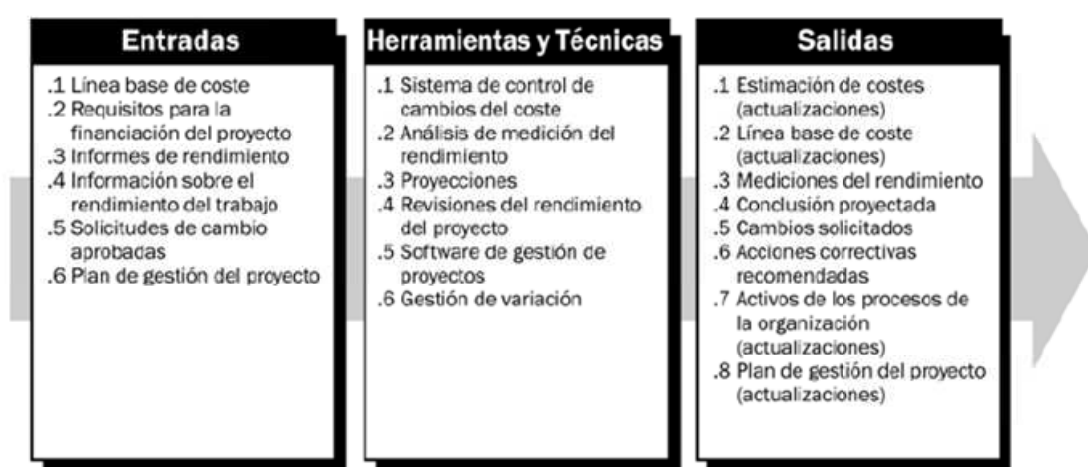 Entradas
.1 Línea base de coste
.2 Requisitos para la
financiación del proyecto
.3 Informes de rendimiento
.4 Información sobre el
rendimiento del trabajo
.5 Solicitudes de cambio
aprobadas
.6 Plan de gestión del proyecto
Herramientas y Técnicas
.1 Sistema de control de
cambios del coste
.2 Análisis de medición del
rendimiento
.3 Proyecciones
.4 Revisiones del rendimiento
del proyecto
.5 Software de gestión de
proyectos
.6 Gestión de variación
Salidas
.1 Estimación de costes
(actualizaciones)
.2 Línea base de coste
(actualizaciones)
.3 Mediciones del rendimiento
.4 Conclusión proyectada
.5 Cambios solicitados
.6 Acciones correctivas
recomendadas
.7 Activos de los procesos de
la organización
(actualizaciones)
.8 Plan de gestión del proyecto
(actualizaciones)